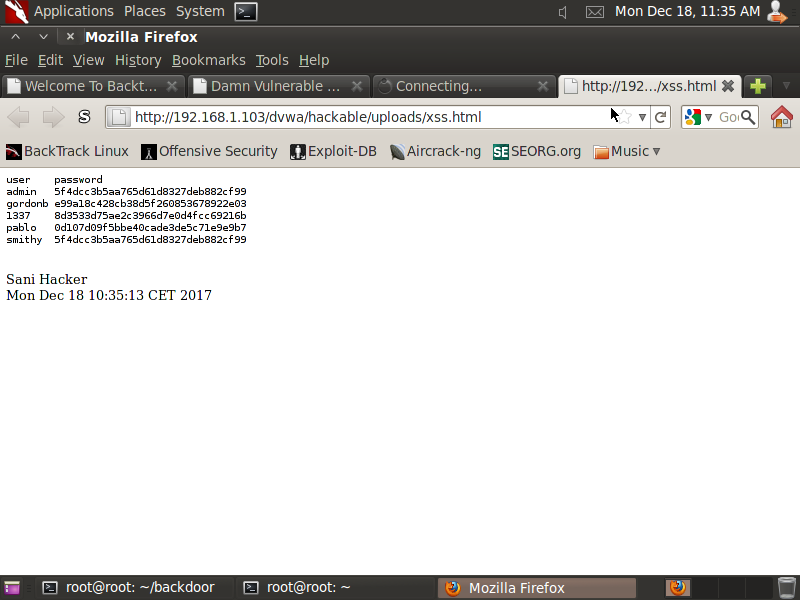 Applications Places System Mon Dec 18, 11:35 AM
Mozilla Firefox
File Edit View History Bookmarks Tools Help
Welcome To Backt... Damn Vulnerable ... Connecting... http://192.../xss.html
S http://192.168.1.103/dvwa/hackable/uploads/xss.html Go
BackTrack Linux Offensive Security Exploit-DB Aircrack-ng SE SEORG.org Music
user password
admin 5f4dcc3b5aa765d61d8327deb882cf99
gordonb e99a18c428cb38d5f260853678922e03
1337 8d3533d75ae2c3966d7e0d4fcc69216b
pablo 0d107d09f5bbe40cade3de5c71e9e9b7
smithy 5f4dcc3b5aa765d61d8327deb882cf99
Sani Hacker
Mon Dec 18 10:35:13 CET 2017
root@root: ~/backdoor root@root: ~ Mozilla Firefox